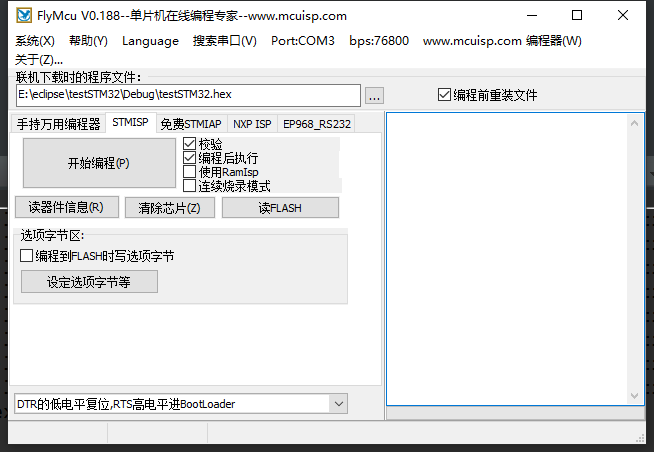 FlyMcu V0.188--单片机在线编程专家--www.mcuisp.com
系统(X) 帮助(Y) Language 搜索串口(V) Port:COM3 bps:76800 www.mcuisp.com 编程器(W)
关于(Z)...
联机下载时的程序文件：
E:\eclipse\testSTM32\Debug\testSTM32.hex ... 编程前重装文件
手持万用编程器 STMISP 免费STMIAP NXP ISP EP968_RS232
开始编程(P)
校验
编程后执行
使用RamIsp
连续烧录模式
读器件信息(R) 清除芯片(Z) 读FLASH
选项字节区:
编程到FLASH时写选项字节
设定选项字节等
DTR的低电平复位,RTS高电平进BootLoader